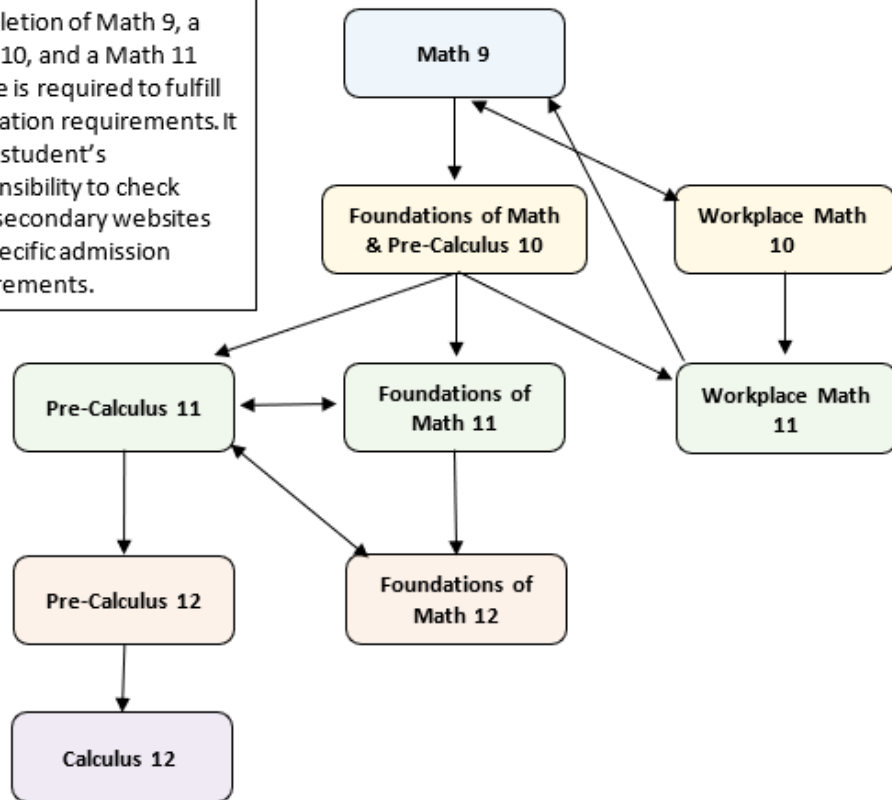 letion of Math 9, a
10, and a Math 11
e is required to fulfill
ation requirements. It
student's
nsibility to check
secondary websites
ecific admission
rements.
Math 9
Foundations of Math
& Pre-Calculus 10
Workplace Math
10
Pre-Calculus 11
Foundations of
Math 11
Workplace Math
11
Pre-Calculus 12
Foundations of
Math 12
Calculus 12